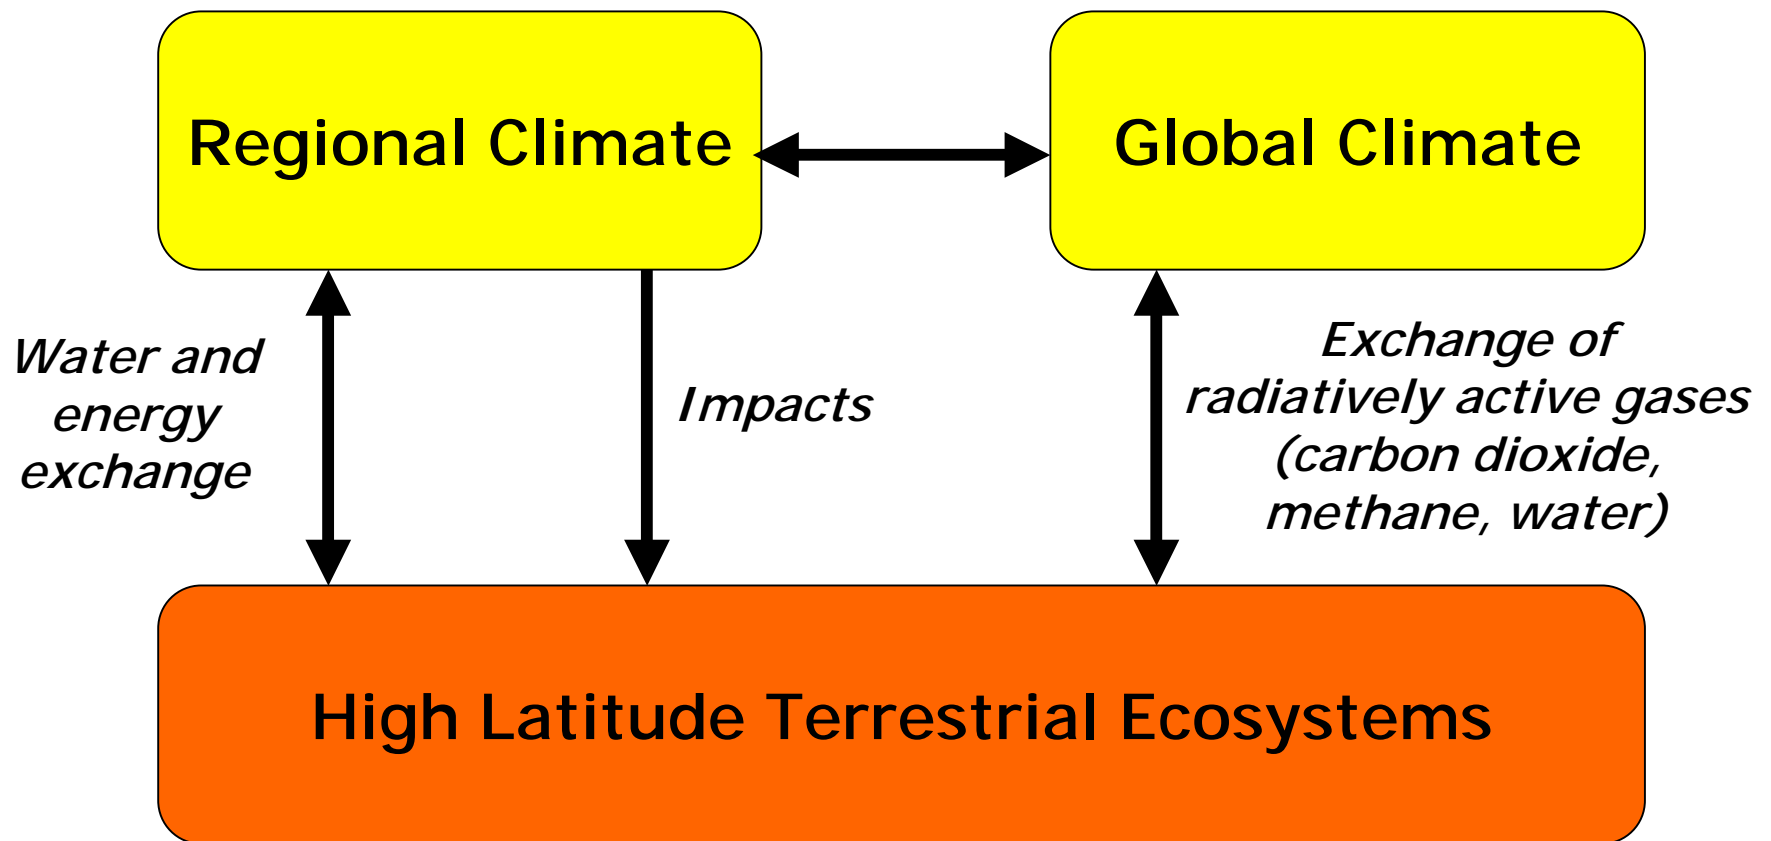 Regional Climate
Global Climate
Water and
energy
exchange
Impacts
Exchange of
radiatively active gases
(carbon dioxide,
methane, water)
High Latitude Terrestrial Ecosystems